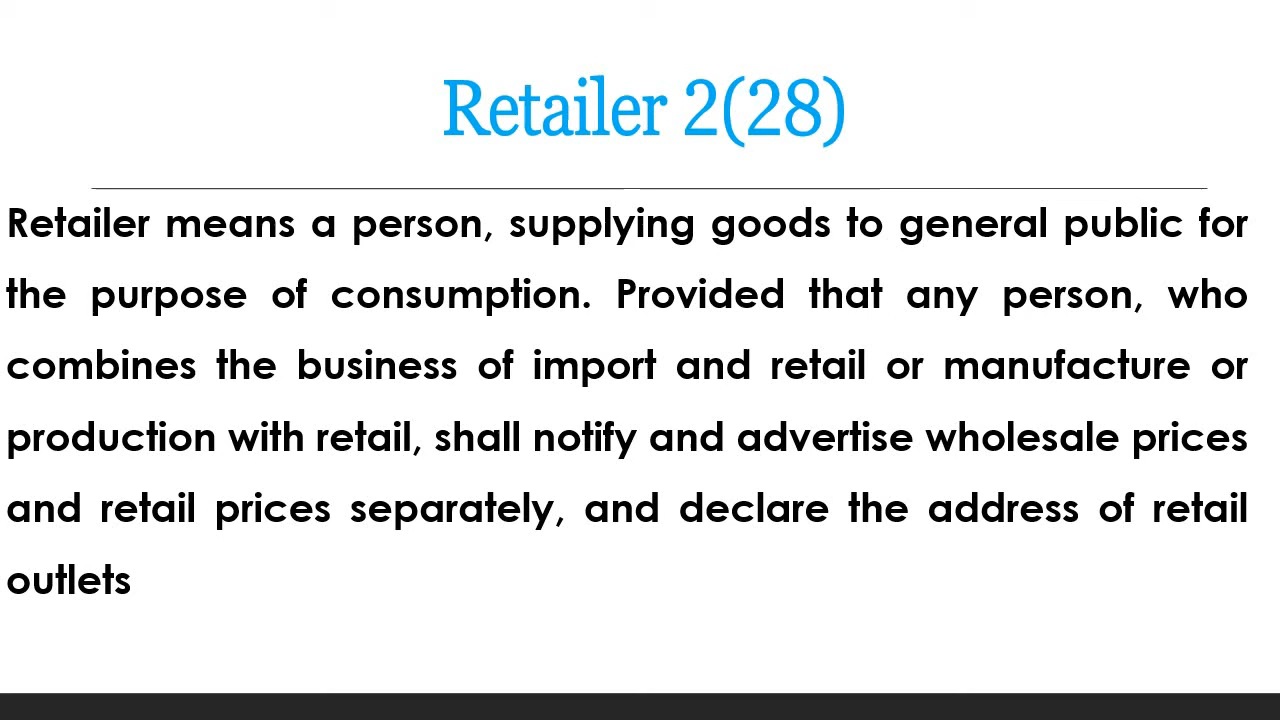 Retailer 2(28)
Retailer means a person, supplying goods to general public for
the purpose of consumption. Provided that any person, who
combines the business of import and retail or manufacture or
production with retail, shall notify and advertise wholesale prices
and retail prices separately, and declare the address of retail
outlets